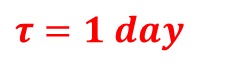 τ = 1 day